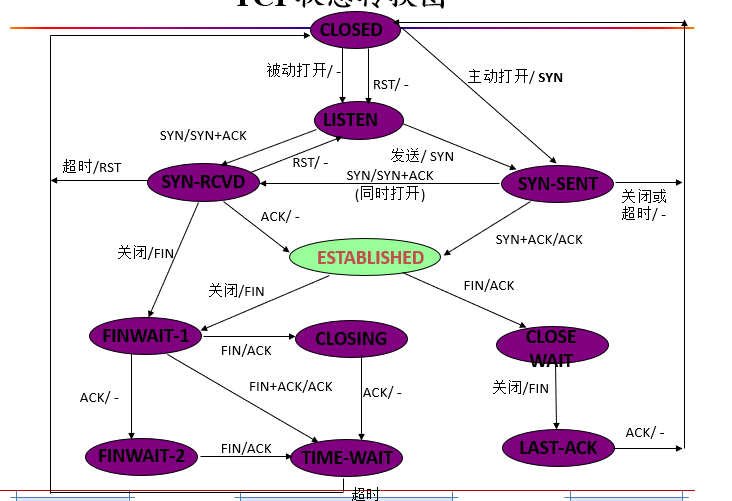 TCP状态转换图
CLOSED
被动打开/ -
RST/ -
主动打开/ SYN
LISTEN
SYN/SYN+ACK
RST/ -
发送/ SYN
超时/RST
SYN-RCVD
SYN/SYN+ACK
(同时打开)
SYN-SENT
关闭或
超时/ -
ACK/ -
SYN+ACK/ACK
关闭/FIN
ESTABLISHED
关闭/FIN
FIN/ACK
FINWAIT-1
FIN/ACK
CLOSING
CLOSE
WAIT
ACK/ -
FIN+ACK/ACK
ACK/ -
关闭/FIN
FINWAIT-2
FIN/ACK
TIME-WAIT
LAST-ACK
ACK/ -
超时